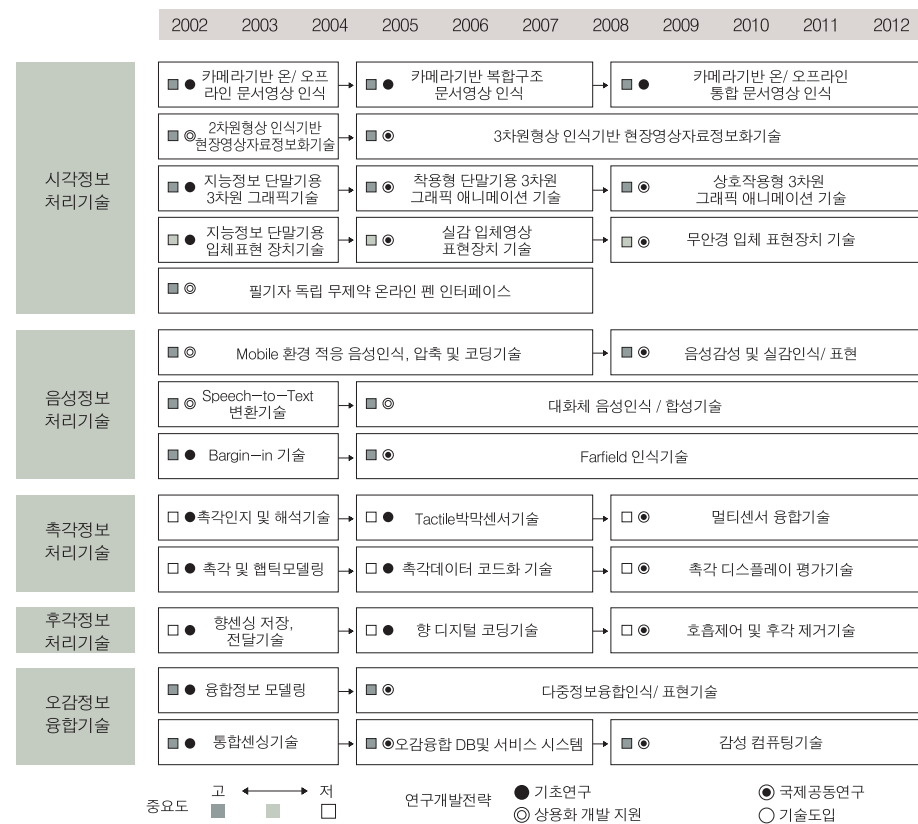 2002 2003 2004 2005 2006 2007 2008 2009 2010 2011 2012
시각정보
처리기술
카메라기반 온/ 오프
라인 문서영상 인식
카메라기반 복합구조
문서영상 인식
카메라기반 온/ 오프라인
통합 문서영상 인식
2차원형상 인식기반
현장영상자료정보화기술
3차원형상 인식기반 현장영상자료정보화기술
지능정보 단말기용
3차원 그래픽기술
착용형 단말기용 3차원
그래픽 애니메이션 기술
상호작용형 3차원
그래픽 애니메이션 기술
지능정보 단말기용
입체표현 장치기술
실감 입체영상
표현장치 기술
무안경 입체 표현장치 기술
필기자 독립 무제약 온라인 펜 인터페이스
음성정보
처리기술
Mobile 환경 적응 음성인식, 압축 및 코딩기술
음성감성 및 실감인식/ 표현
Speech-to-Text
변환기술
대화체 음성인식 / 합성기술
Bargin-in 기술
Farfield 인식기술
촉각정보
처리기술
촉각인지 및 해석기술
Tactile박막센서기술
멀티센서 융합기술
촉각 및 햅틱모델링
촉각데이터 코드화 기술
촉각 디스플레이 평가기술
후각정보
처리기술
향센싱 저장,
전달기술
향 디지털 코딩기술
호흡제어 및 후각 제거기술
오감정보
융합기술
융합정보 모델링
다중정보융합인식/ 표현기술
통합센싱기술
오감융합 DB및 서비스 시스템
감성 컴퓨팅기술
중요도
고 저
연구개발전략
기초연구
국제공동연구
상용화 개발 지원
기술도입